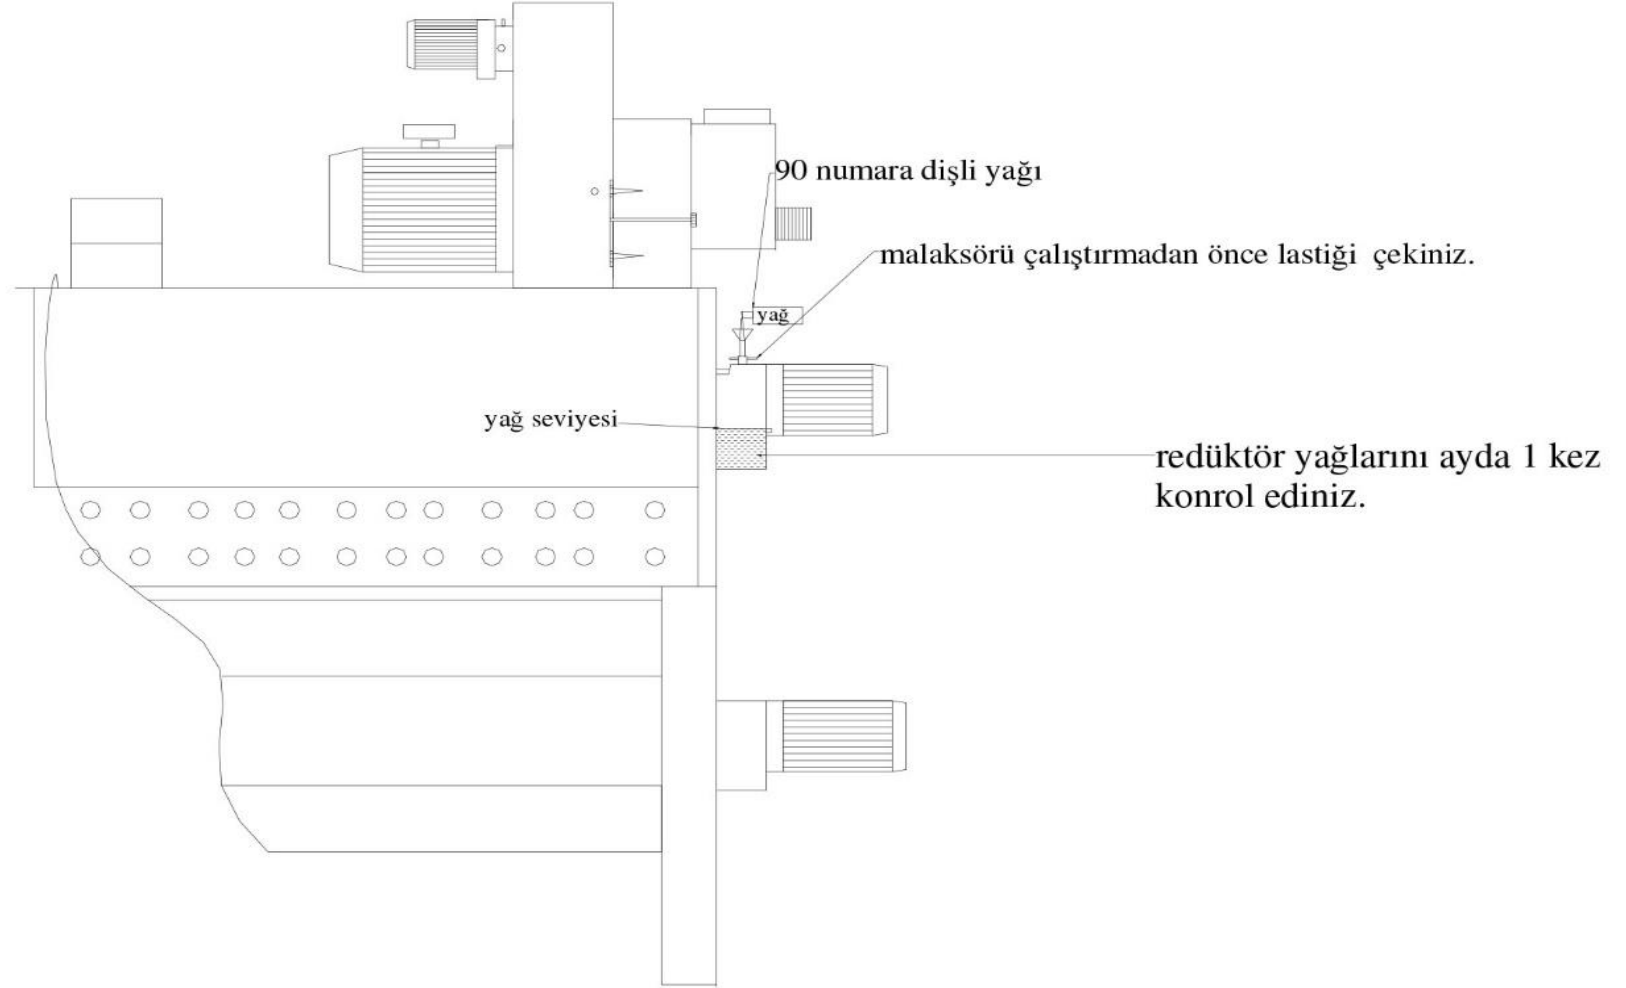 90 numara dişli yağı
malaksörü çalıştırmadan önce lastiği çekiniz.
yağ
yağ seviyesi
redüktör yağlarını ayda 1 kez
konrol ediniz.